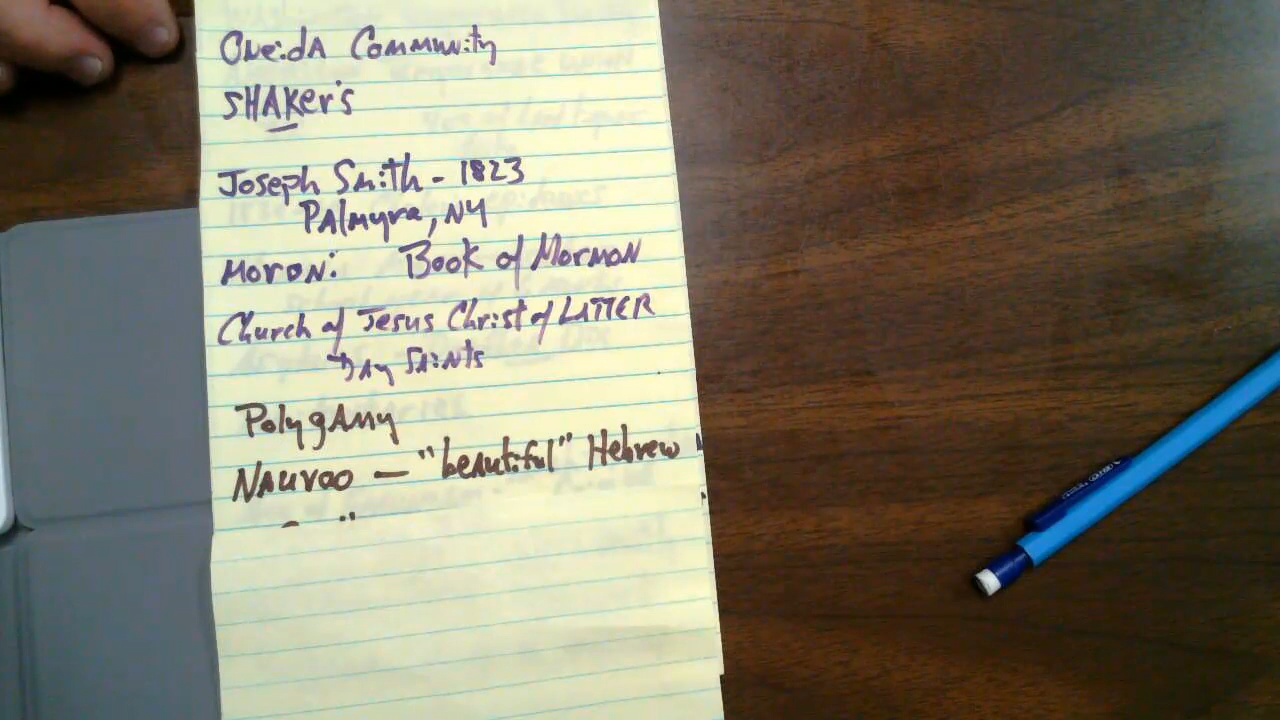 Oneida Community
SHAKer's
Joseph Smith - 1823
Palmyra, NY
Moroni: Book of Mormon
Church of Jesus Christ of LATTER
Day Saints
Polygamy
Nauvoo — "beautiful" Hebrew